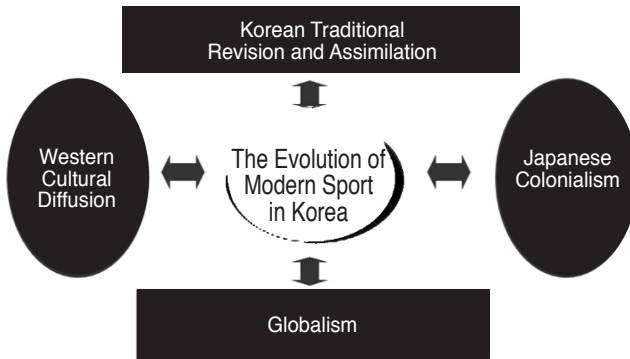 Korean Traditional
Revision and Assimilation
Western
Cultural
Diffusion
The Evolution of
Modern Sport
in Korea
Japanese
Colonialism
Globalism